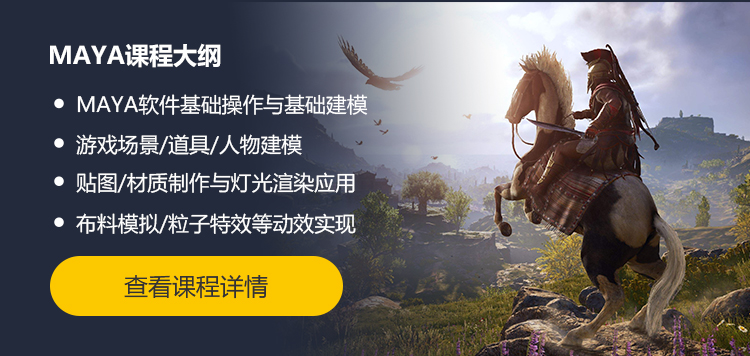 MAYA课程大纲
MAYA软件基础操作与基础建模
游戏场景/道具/人物建模
贴图/材质制作与灯光渲染应用
布料模拟/粒子特效等动效实现
查看课程详情